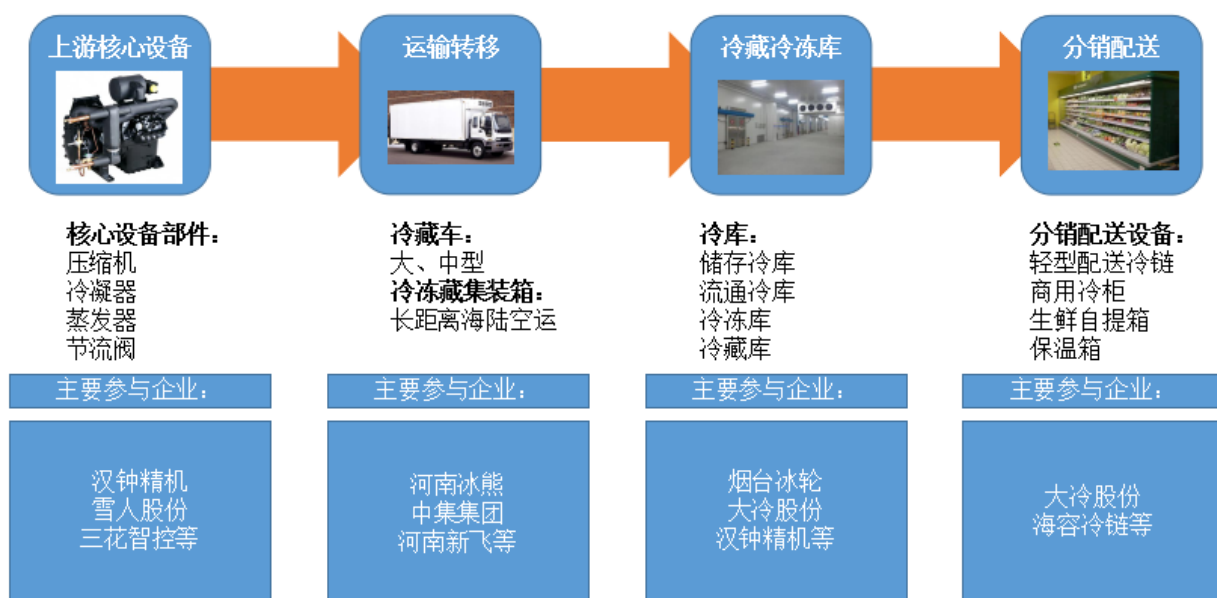 上游核心设备
运输转移
冷藏冷冻库
分销配送
核心设备部件：
压缩机
冷凝器
蒸发器
节流阀
冷藏车：
大、中型
冷冻藏集装箱：
长距离海陆空运
冷库：
储存冷库
流通冷库
冷冻库
冷藏库
分销配送设备：
轻型配送冷链
商用冷柜
生鲜自提箱
保温箱
主要参与企业：
主要参与企业：
主要参与企业：
主要参与企业：
汉钟精机
雪人股份
三花智控等
河南冰熊
中集集团
河南新飞等
烟台冰轮
大冷股份
汉钟精机等
大冷股份
海容冷链等